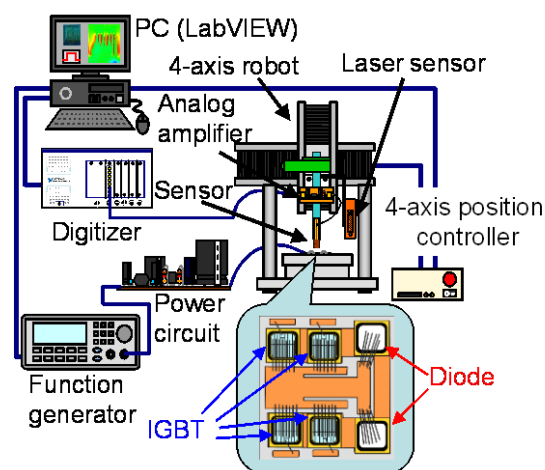 PC (LabVIEW)
4-axis robot
Laser sensor
Analog
amplifier
Sensor
Digitizer
4-axis position
controller
Power
circuit
Function
generator
IGBT
Diode